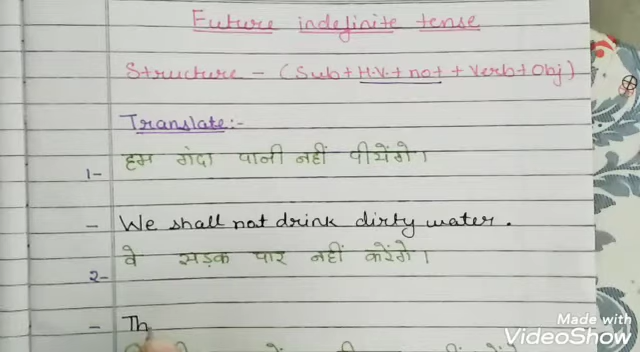 Future indefinite tense
Structure - (Sub + H.V. + not + Verb + Obj)
Translate:-
1- हम गंदा पानी नहीं पीयेंगे।
- We shall not drink dirty water.
2- वे सड़क पार नहीं करेंगे।
- Th
Made with
VideoShow